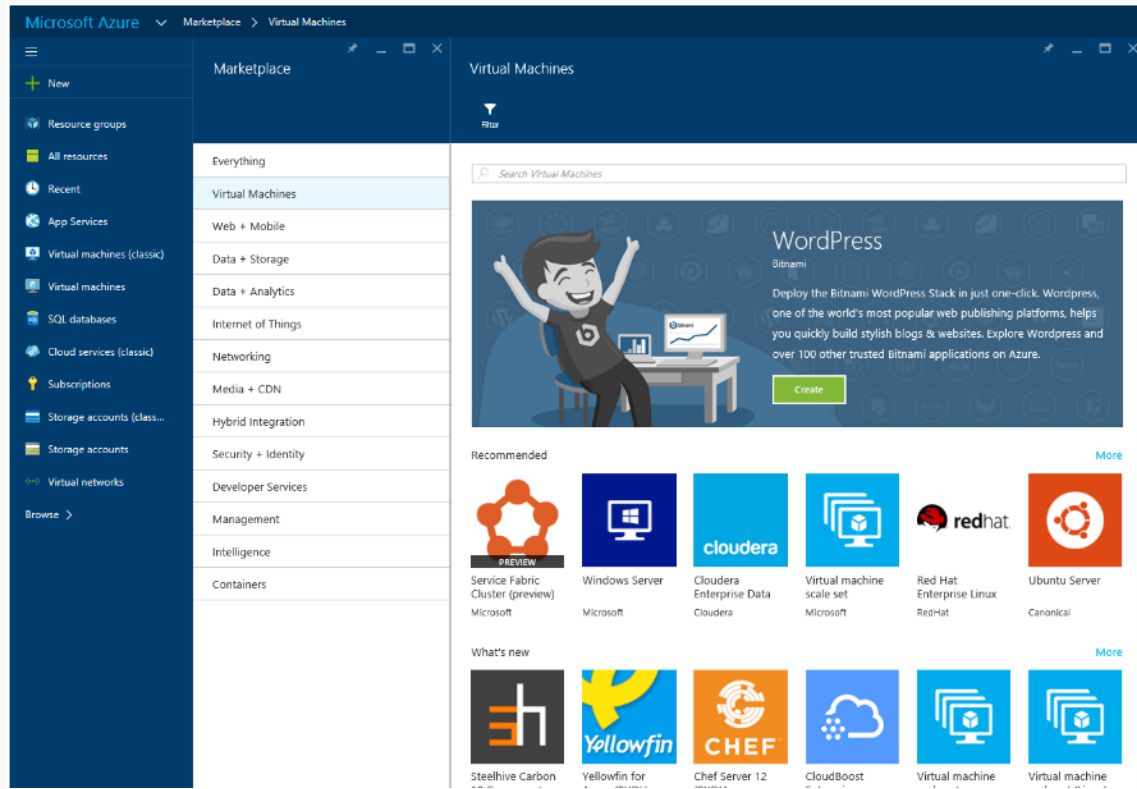 Microsoft Azure Marketplace > Virtual Machines
New
Resource groups
All resources
Recent
App Services
Virtual machines (classic)
Virtual machines
SQL databases
Cloud services (classic)
Subscriptions
Storage accounts (class...
Storage accounts
Virtual networks
Browse >
Marketplace
Everything
Virtual Machines
Web + Mobile
Data + Storage
Data + Analytics
Internet of Things
Networking
Media + CDN
Hybrid Integration
Security + Identity
Developer Services
Management
Intelligence
Containers
Virtual Machines
Filter
Search Virtual Machines
WordPress
Bitnami
Deploy the Bitnami WordPress Stack in just one-click. Wordpress,
one of the world's most popular web publishing platforms, helps
you quickly build stylish blogs & websites. Explore Wordpress and
over 100 other trusted Bitnami applications on Azure.
Create
bitnami
Recommended More
PREVIEW
cloudera
redhat.
Service Fabric
Cluster (preview)
Microsoft
Windows Server
Microsoft
Cloudera
Enterprise Data
Cloudera
Virtual machine
scale set
Microsoft
Red Hat
Enterprise Linux
RedHat
Ubuntu Server
Canonical
What's new More
Yellowfin
CHEF
Steelhive Carbon
Yellowfin for
Chef Server 12
CloudBoost
Virtual machine
Virtual machine